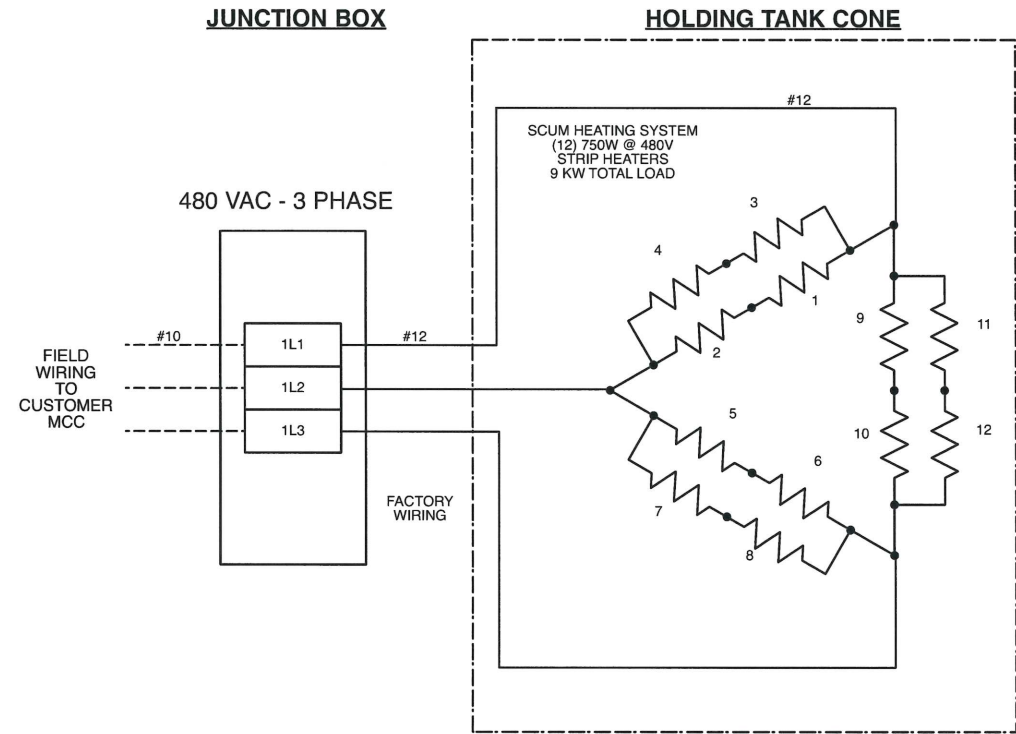 JUNCTION BOX
HOLDING TANK CONE
#12
SCUM HEATING SYSTEM
(12) 750W @ 480V
STRIP HEATERS
9 KW TOTAL LOAD
480 VAC - 3 PHASE
3
4
1
2
9
11
#10
1L1
#12
FIELD
WIRING
TO
CUSTOMER
MCC
1L2
1L3
5
6
10
12
7
8
FACTORY
WIRING